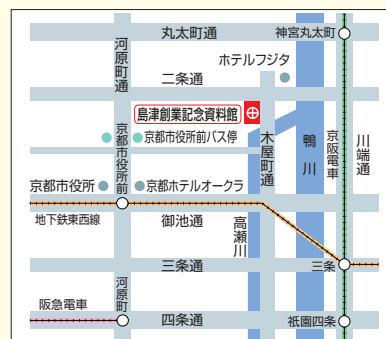 丸太町通
神宮丸太町
河原町通
ホテルフジタ
二条通
島津創業記念資料館
京都市役所前バス停
京都市役所前
木屋町通
鴨川
京阪電車
川端通
京都市役所
京都ホテルオークラ
地下鉄東西線
御池通
高瀬川
三条通
三条
河原町
阪急電車
四条通
祇園四条